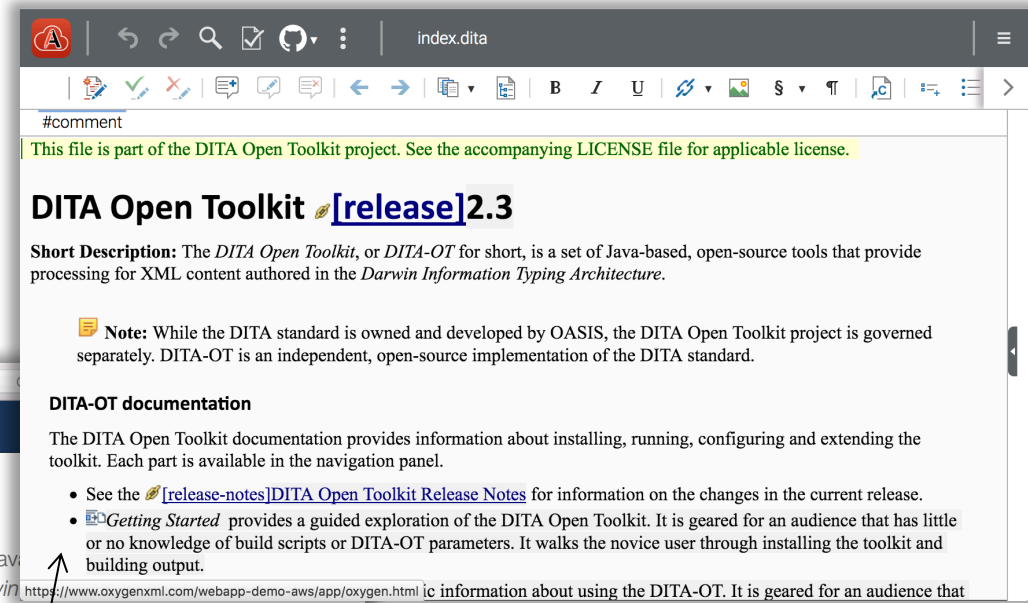 index.dita
B I U § ¶
#comment
This file is part of the DITA Open Toolkit project. See the accompanying LICENSE file for applicable license.
DITA Open Toolkit [release]2.3
Short Description: The DITA Open Toolkit, or DITA-OT for short, is a set of Java-based, open-source tools that provide
processing for XML content authored in the Darwin Information Typing Architecture.
Note: While the DITA standard is owned and developed by OASIS, the DITA Open Toolkit project is governed
separately. DITA-OT is an independent, open-source implementation of the DITA standard.
DITA-OT documentation
The DITA Open Toolkit documentation provides information about installing, running, configuring and extending the
toolkit. Each part is available in the navigation panel.
• See the [release-notes]DITA Open Toolkit Release Notes for information on the changes in the current release.
• Getting Started provides a guided exploration of the DITA Open Toolkit. It is geared for an audience that has little
or no knowledge of build scripts or DITA-OT parameters. It walks the novice user through installing the toolkit and
building output.
https://www.oxygenxml.com/webapp-demo-aws/app/oxygen.html ic information about using the DITA-OT. It is geared for an audience that